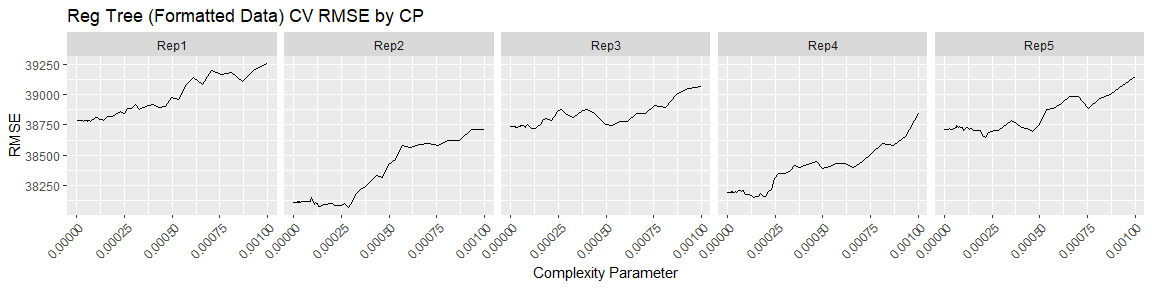 Reg Tree (Formatted Data) CV RMSE by CP
Rep1 Rep2 Rep3 Rep4 Rep5
RMSE
39250
39000
38750
38500
38250
0.00000 0.00025 0.00050 0.00075 0.00100 0.00000 0.00025 0.00050 0.00075 0.00100 0.00000 0.00025 0.00050 0.00075 0.00100 0.00000 0.00025 0.00050 0.00075 0.00100 0.00000 0.00025 0.00050 0.00075 0.00100
Complexity Parameter